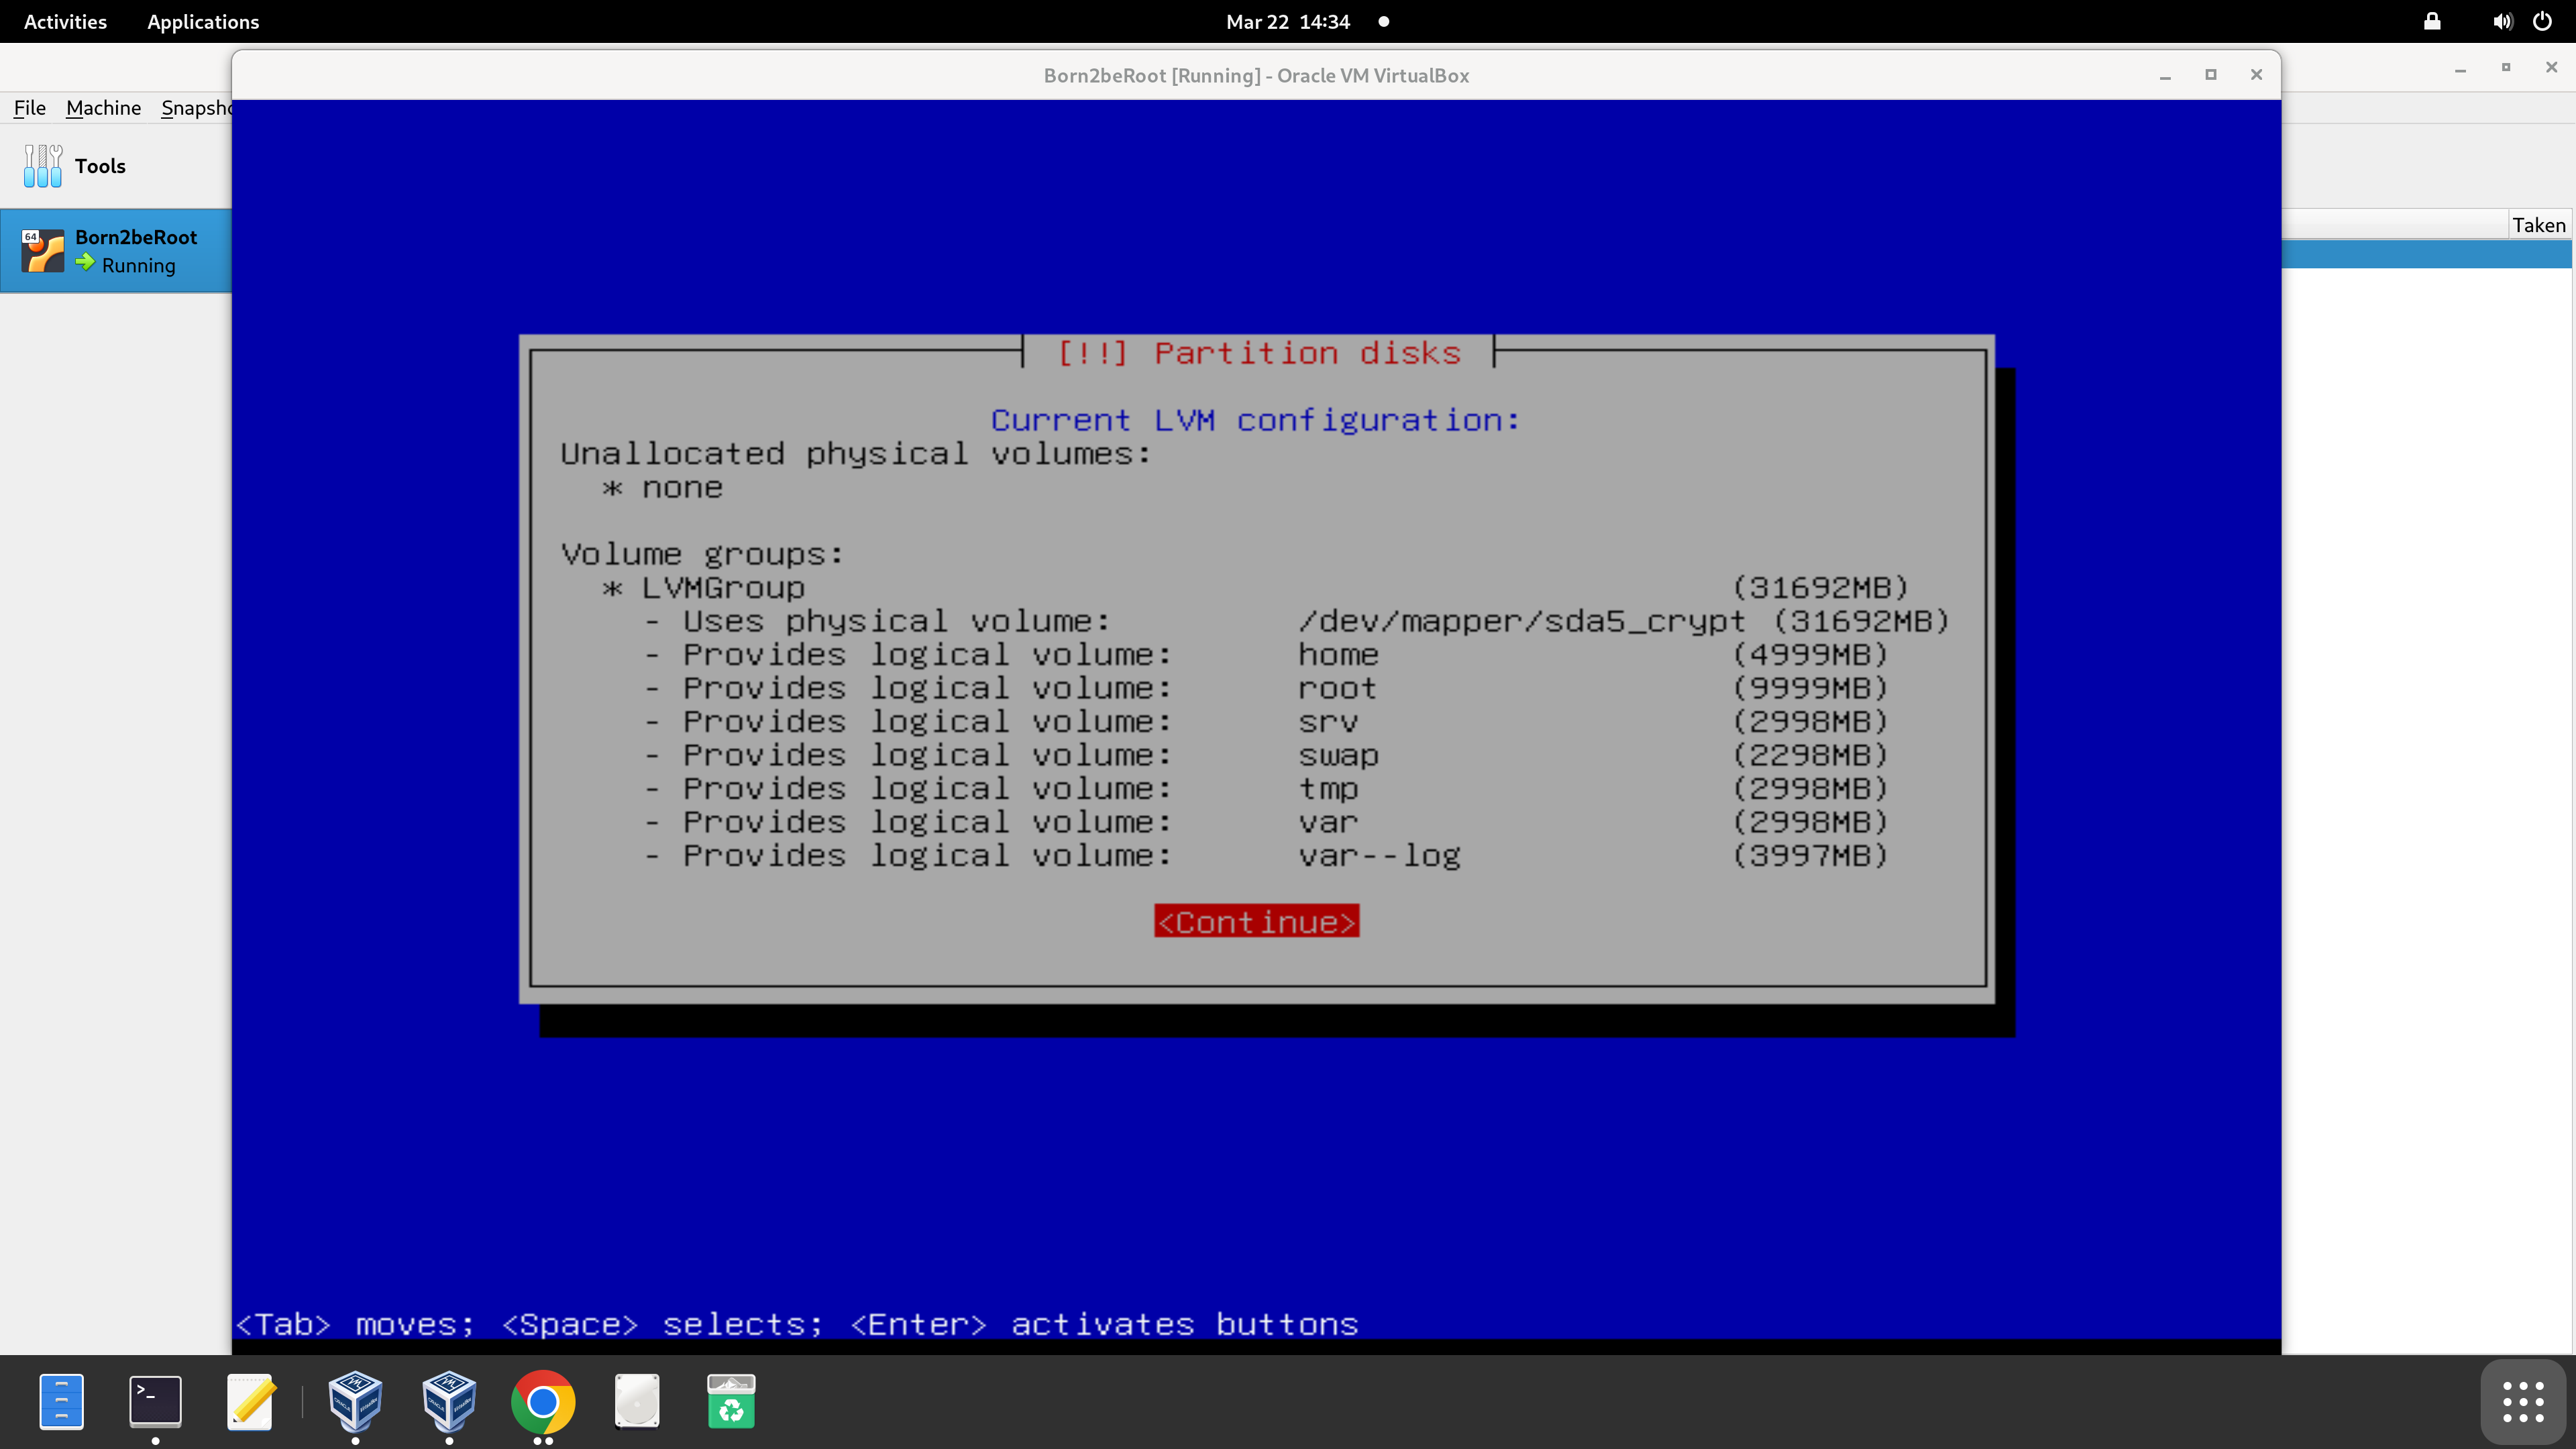 Activities Applications Mar 22 14:34
Born2beRoot [Running] - Oracle VM VirtualBox
File Machine Snapsho
Tools
Taken
64 Born2beRoot
Running
[!!] Partition disks
Current LVM configuration:
Unallocated physical volumes:
* none
Volume groups:
* LVMGroup (31692MB)
- Uses physical volume: /dev/mapper/sda5_crypt (31692MB)
- Provides logical volume: home (4999MB)
- Provides logical volume: root (9999MB)
- Provides logical volume: srv (2998MB)
- Provides logical volume: swap (2298MB)
- Provides logical volume: tmp (2998MB)
- Provides logical volume: var (2998MB)
- Provides logical volume: var--log (3997MB)
<Continue>
<Tab> moves; <Space> selects; <Enter> activates buttons
>_